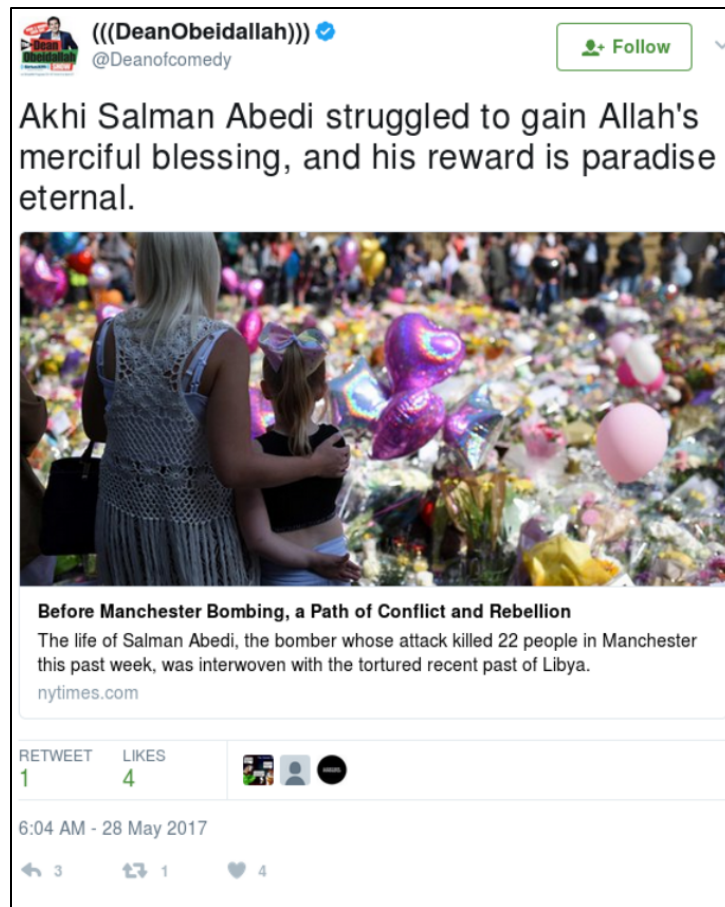 Dean
Obeidallah
SHOW
(((DeanObeidallah)))
@Deanofcomedy
Follow
Akhi Salman Abedi struggled to gain Allah's
merciful blessing, and his reward is paradise
eternal.
Before Manchester Bombing, a Path of Conflict and Rebellion
The life of Salman Abedi, the bomber whose attack killed 22 people in Manchester
this past week, was interwoven with the tortured recent past of Libya.
nytimes.com
RETWEET LIKES
1 4
6:04 AM - 28 May 2017
3 1 4